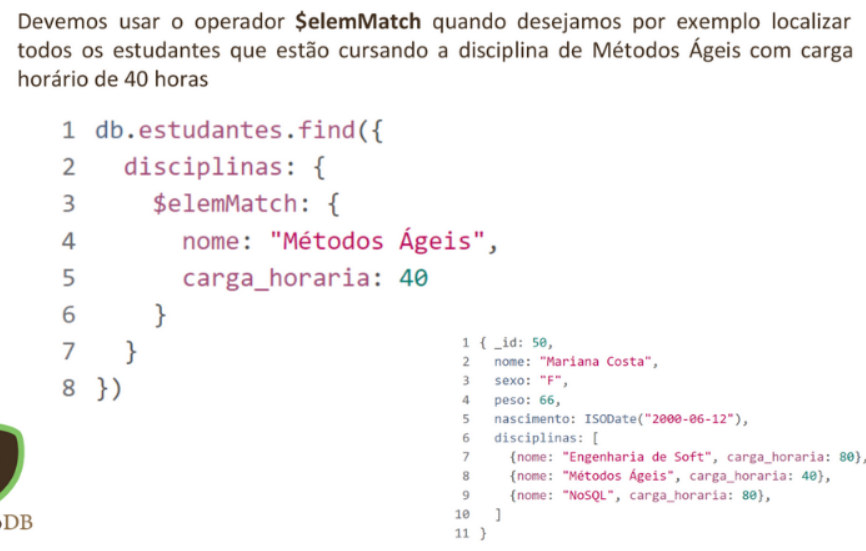 Devemos usar o operador $elemMatch quando desejamos por exemplo localizar
todos os estudantes que estão cursando a disciplina de Métodos Ágeis com carga
horário de 40 horas
1 db.estudantes.find({
2 disciplinas: {
3 $elemMatch: {
4 nome: "Métodos Ágeis",
5 carga_horaria: 40
6 }
7 }
8 })
1 { _id: 50,
2 nome: "Mariana Costa",
3 sexo: "F",
4 peso: 66,
5 nascimento: ISODate("2000-06-12"),
6 disciplinas: [
7 {nome: "Engenharia de Soft", carga_horaria: 80},
8 {nome: "Métodos Ágeis", carga_horaria: 40},
9 {nome: "NoSQL", carga_horaria: 80},
10 ]
11 }
DB